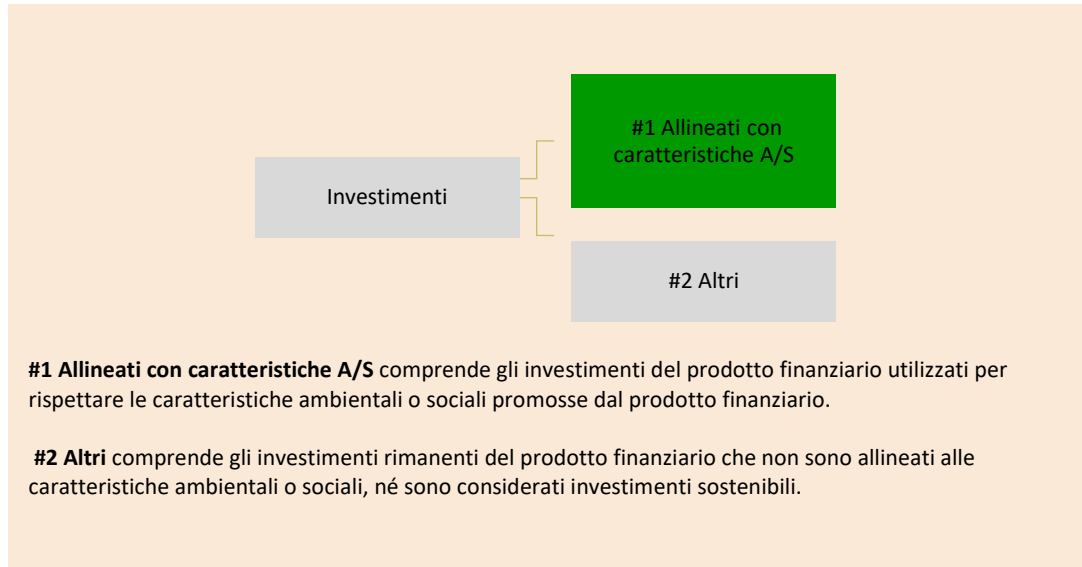 #1 Allineati con
caratteristiche A/S
Investimenti
#2 Altri
#1 Allineati con caratteristiche A/S comprende gli investimenti del prodotto finanziario utilizzati per
rispettare le caratteristiche ambientali o sociali promosse dal prodotto finanziario.
#2 Altri comprende gli investimenti rimanenti del prodotto finanziario che non sono allineati alle
caratteristiche ambientali o sociali, né sono considerati investimenti sostenibili.